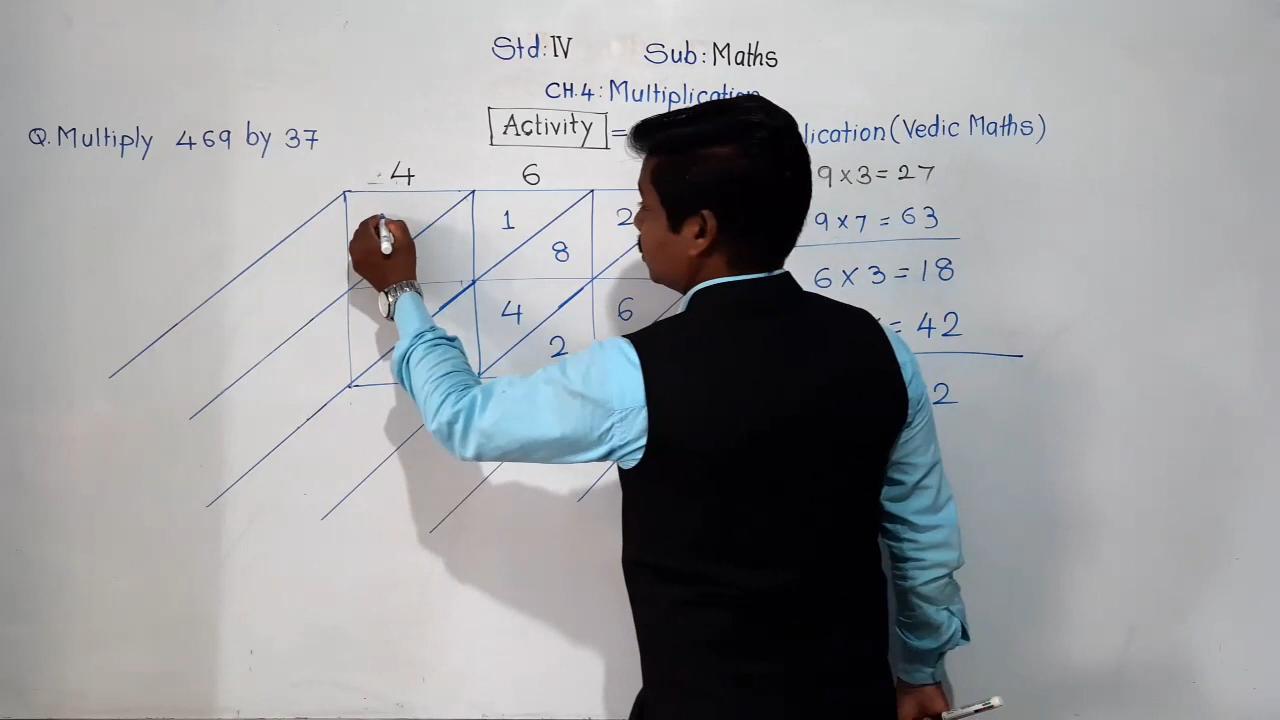 Std: IV Sub: Maths
CH.4: Multiplication
Q. Multiply 469 by 37
Activity = lication (Vedic Maths)
4 6
1 8 2
4 2 6
9 x 3 = 27
9 x 7 = 63
6 x 3 = 18
= 42
2